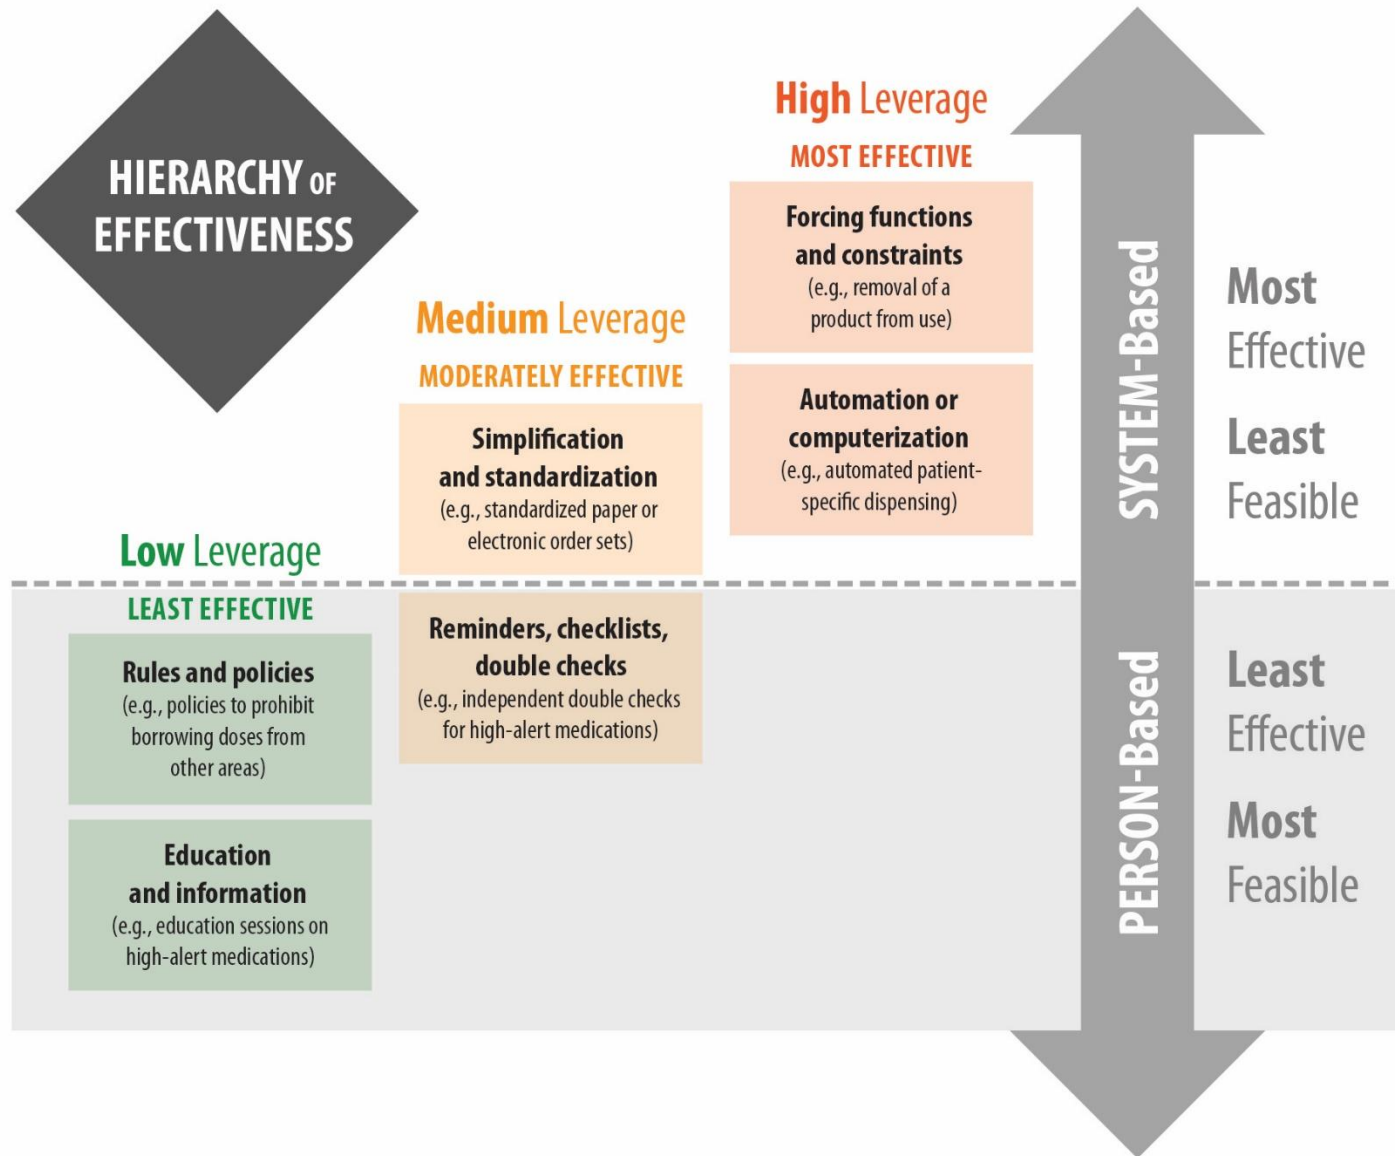 HIERARCHY OF
EFFECTIVENESS
High Leverage
MOST EFFECTIVE
Forcing functions
and constraints
(e.g., removal of a
product from use)
Automation or
computerization
(e.g., automated patient-
specific dispensing)
Medium Leverage
MODERATELY EFFECTIVE
Simplification
and standardization
(e.g., standardized paper or
electronic order sets)
Reminders, checklists,
double checks
(e.g., independent double checks
for high-alert medications)
Low Leverage
LEAST EFFECTIVE
Rules and policies
(e.g., policies to prohibit
borrowing doses from
other areas)
Education
and information
(e.g., education sessions on
high-alert medications)
SYSTEM-Based
Most
Effective
Least
Feasible
PERSON-Based
Least
Effective
Most
Feasible